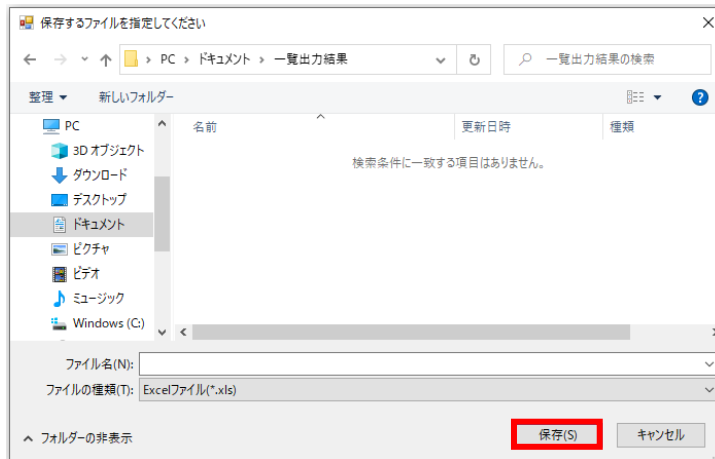 保存するファイルを指定してください
PC › ドキュメント › 一覧出力結果
一覧出力結果の検索
整理 新しいフォルダー
名前 更新日時 種類
検索条件に一致する項目はありません。
PC
3D オブジェクト
ダウンロード
デスクトップ
ドキュメント
ピクチャ
ビデオ
ミュージック
Windows (C:)
ファイル名(N):
ファイルの種類(T): Excelファイル(*.xls)
フォルダーの非表示
保存(S) キャンセル